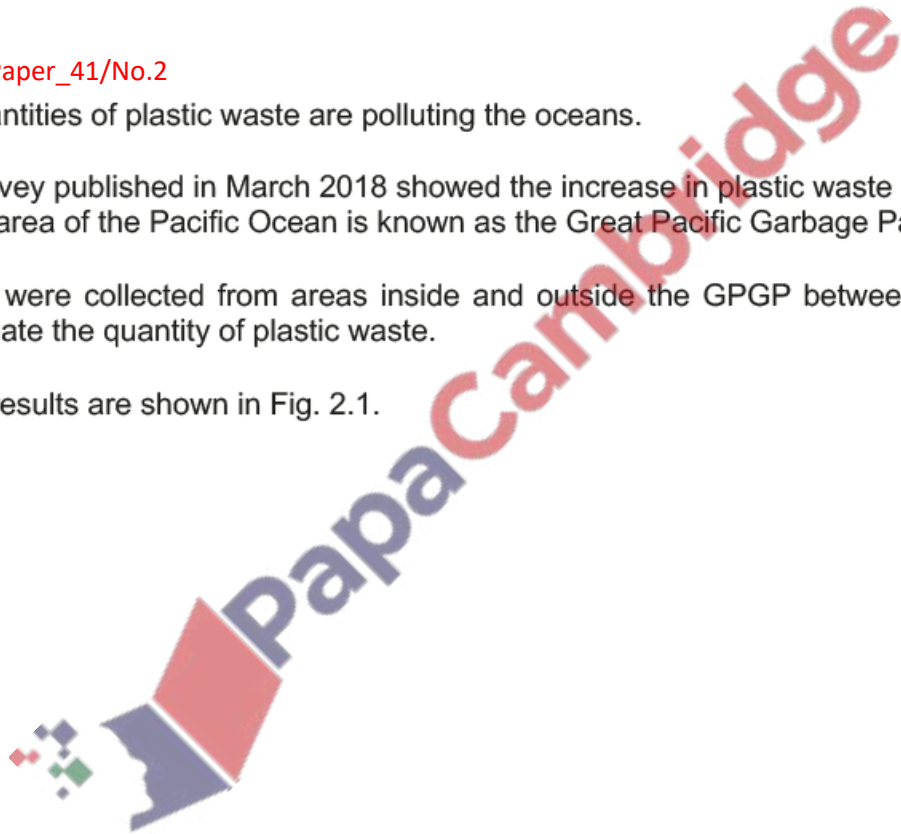 Paper_41/No.2
antities of plastic waste are polluting the oceans.
vey published in March 2018 showed the increase in plastic waste
area of the Pacific Ocean is known as the Great Pacific Garbage Pa
were collected from areas inside and outside the GPGP betwee
ate the quantity of plastic waste.
esults are shown in Fig. 2.1.
PapaCambridge